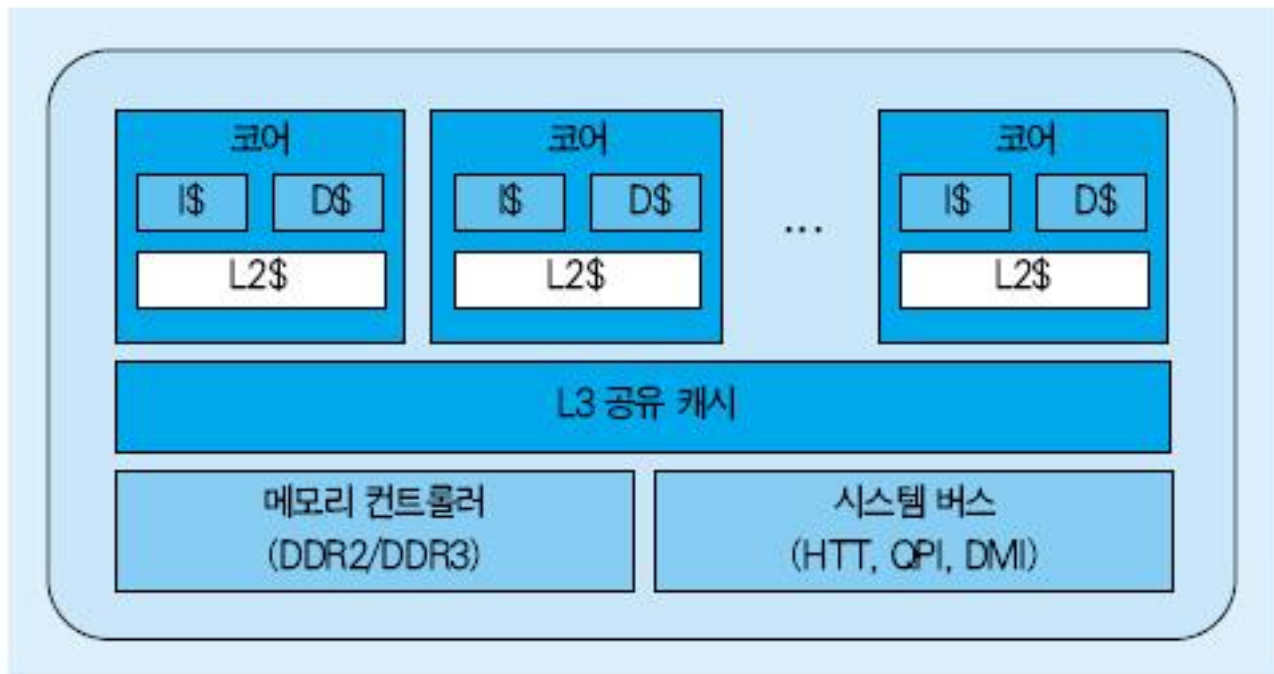 코어 코어 코어
I$ D$ I$ D$ ... I$ D$
L2$ L2$ L2$
L3 공유 캐시
메모리 컨트롤러 시스템 버스
(DDR2/DDR3) (HTT, QPI, DMI)